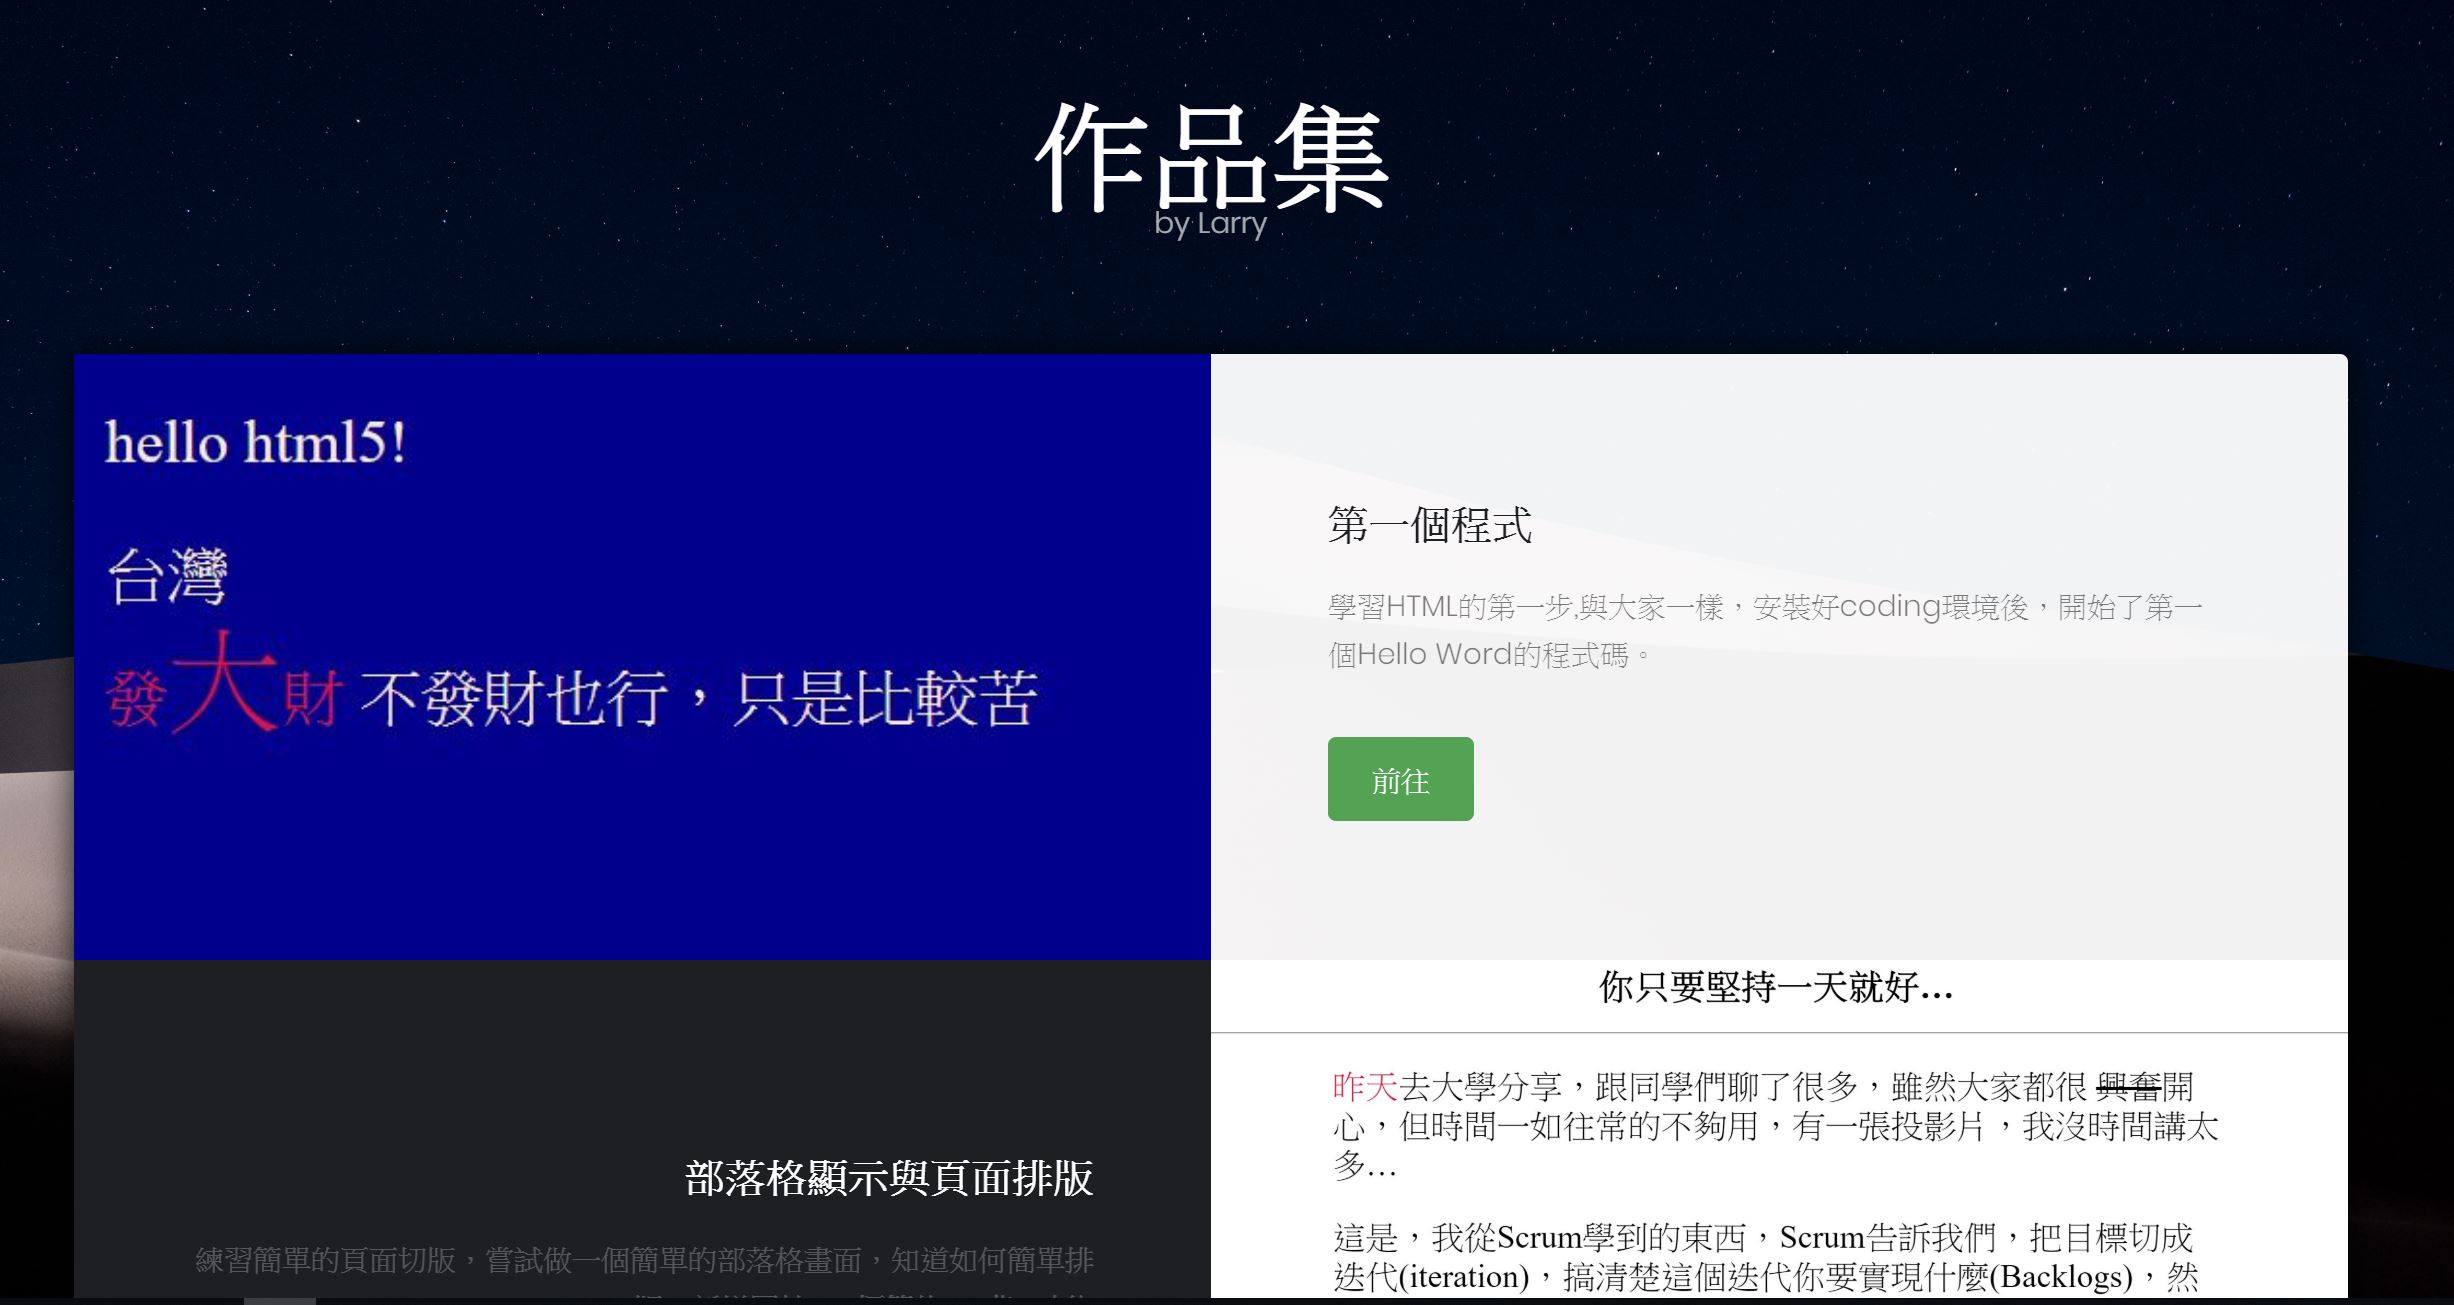 作品集
by Larry
hello html5!
台灣
發大財 不發財也行，只是比較苦
第一個程式
學習HTML的第一步,與大家一樣，安裝好coding環境後，開始了第一
個Hello Word的程式碼。
前往
部落格顯示與頁面排版
練習簡單的頁面切版，嘗試做一個簡單的部落格畫面，知道如何簡單排
你只要堅持一天就好...
昨天去大學分享，跟同學們聊了很多，雖然大家都很 興奮開
心，但時間一如往常的不夠用，有一張投影片，我沒時間講太
多...
這是，我從Scrum學到的東西，Scrum告訴我們，把目標切成
迭代(iteration)，搞清楚這個迭代你要實現什麼(Backlogs)，然